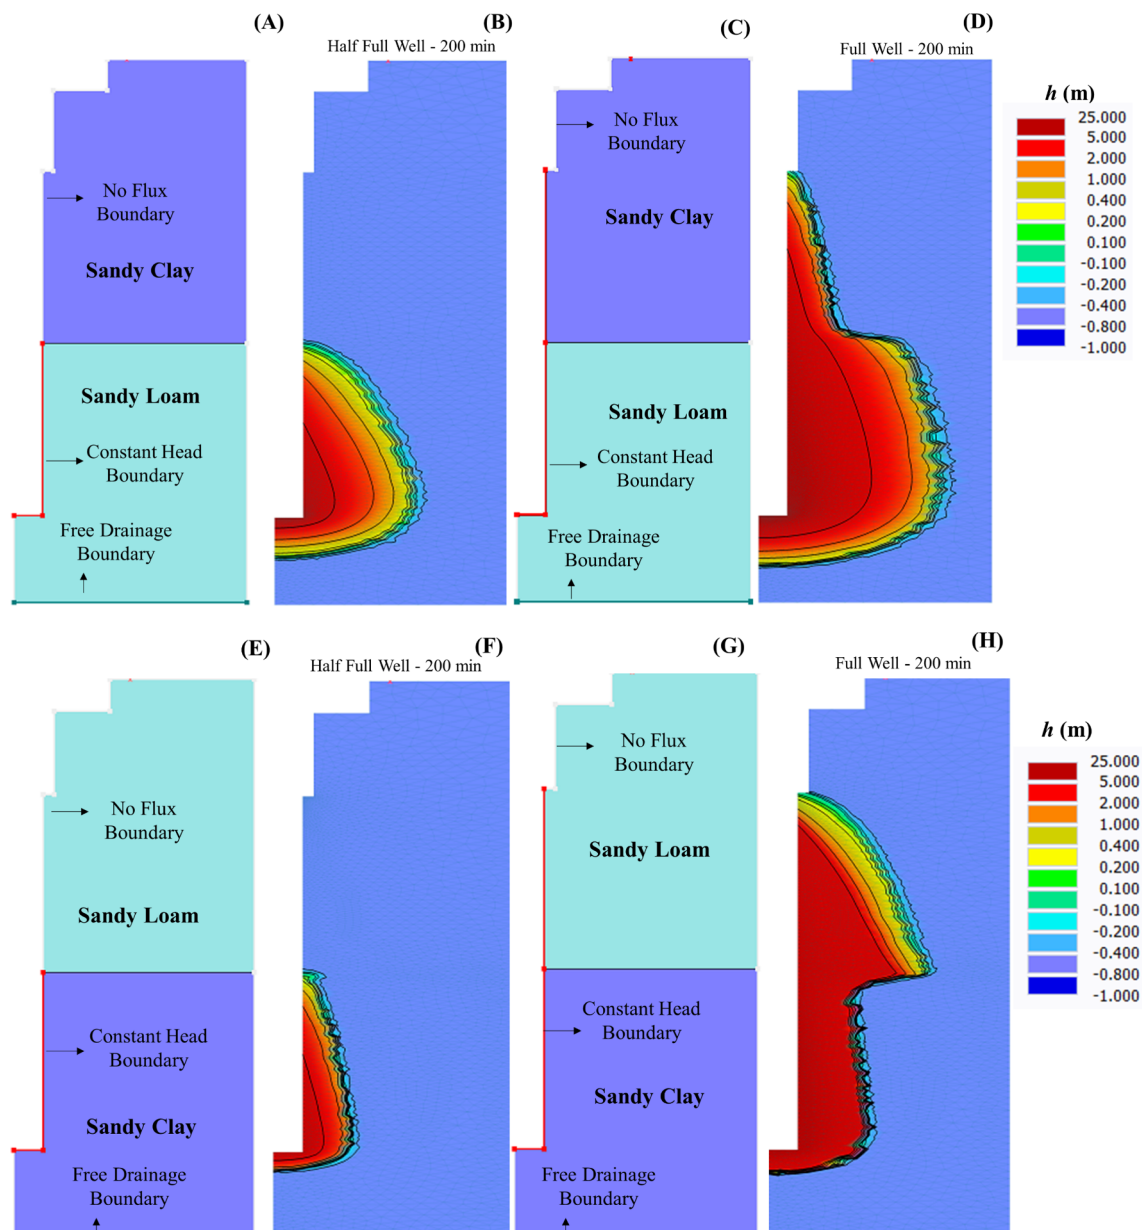 (A)
(B)
Half Full Well - 200 min
(C)
(D)
Full Well - 200 min
No Flux
Boundary
Sandy Clay
Sandy Loam
Constant Head
Boundary
Free Drainage
Boundary
No Flux
Boundary
Sandy Clay
Sandy Loam
Constant Head
Boundary
Free Drainage
Boundary
h (m)
25.000
5.000
2.000
1.000
0.400
0.200
0.100
-0.100
-0.200
-0.400
-0.800
-1.000
(E)
(F)
Half Full Well - 200 min
(G)
(H)
Full Well - 200 min
No Flux
Boundary
Sandy Loam
Constant Head
Boundary
Sandy Clay
Free Drainage
Boundary
No Flux
Boundary
Sandy Loam
Constant Head
Boundary
Sandy Clay
Free Drainage
Boundary
h (m)
25.000
5.000
2.000
1.000
0.400
0.200
0.100
-0.100
-0.200
-0.400
-0.800
-1.000